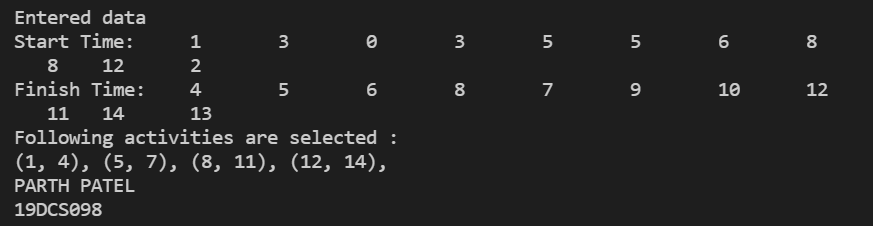 Entered data
Start Time: 1 3 0 3 5 5 6 8
8 12 2
Finish Time: 4 5 6 8 7 9 10 12
11 14 13
Following activities are selected :
(1, 4), (5, 7), (8, 11), (12, 14),
PARTH PATEL
19DCS098